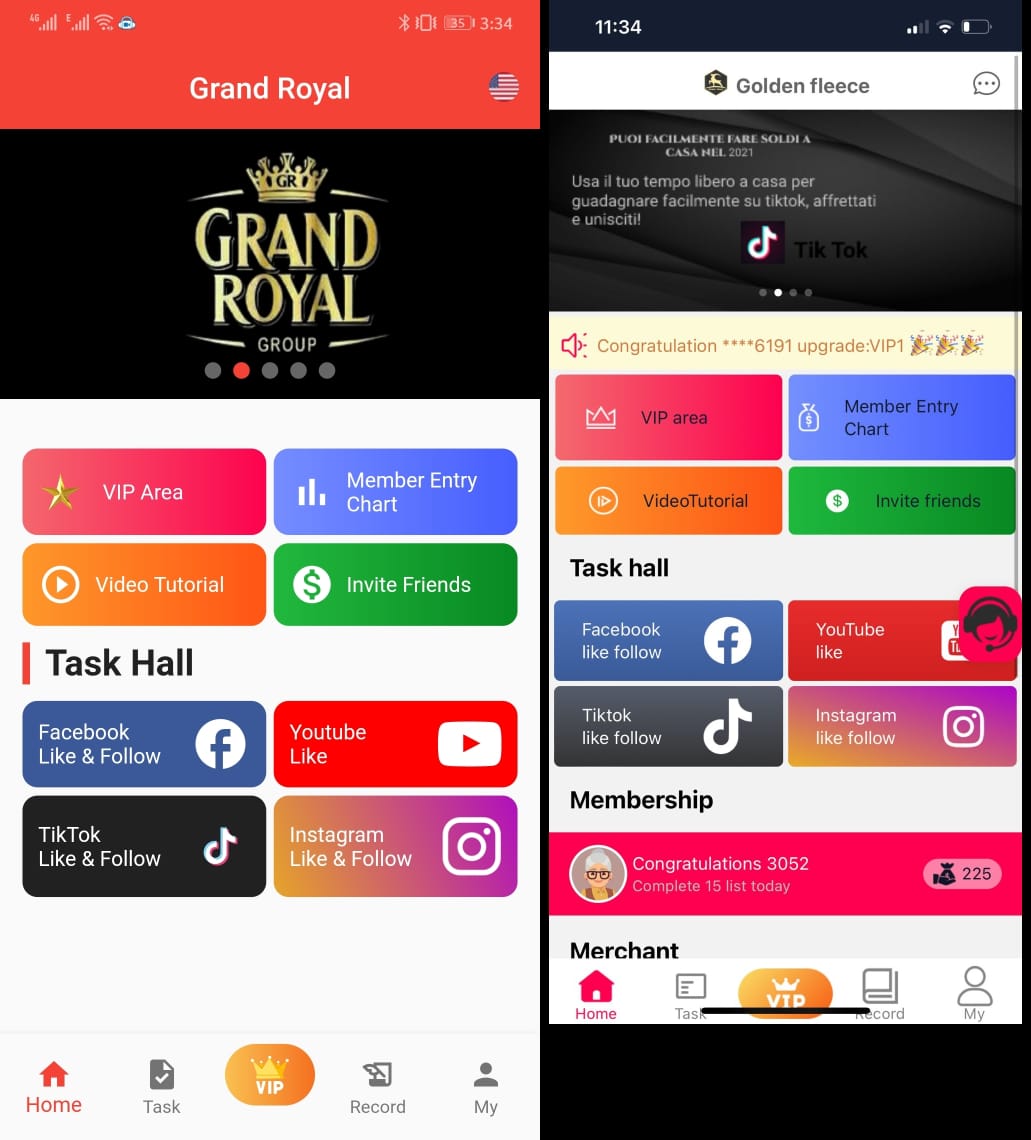 4G
E
35
3:34
Grand Royal
GR
GRAND
ROYAL
GROUP
VIP Area
Member Entry
Chart
Video Tutorial
Invite Friends
Task Hall
Facebook
Like & Follow
Youtube
Like
TikTok
Like & Follow
Instagram
Like & Follow
VIP
Home
Task
Record
My
11:34
Golden fleece
PUOI FACILMENTE FARE SOLDI A
CASA NEL 2021
Usa il tuo tempo libero a casa per
guadagnare facilmente su tiktok, affrettati
e unisciti!
Tik Tok
Congratulation ****6191 upgrade:VIP1 🎉🎉🎉
VIP area
Member Entry
Chart
VideoTutorial
Invite friends
Task hall
Facebook
like follow
YouTube
like
Tiktok
like follow
Instagram
like follow
Membership
Congratulations 3052
Complete 15 list today
225
Merchant
VIP
Home
Task
Record
My